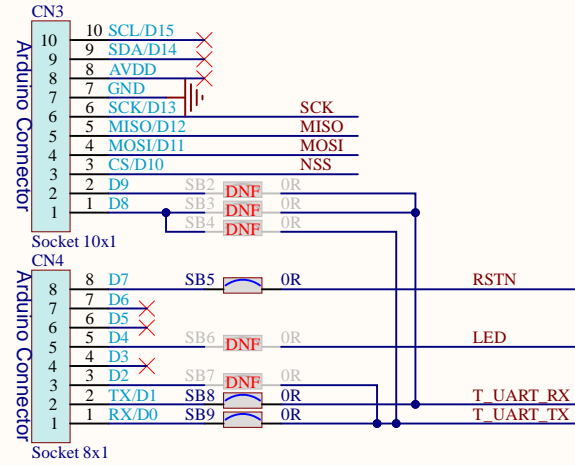 CN3
Arduino Connector
10 10 SCL/D15
9 9 SDA/D14
8 8 AVDD
7 7 GND
6 6 SCK/D13 SCK
5 5 MISO/D12 MISO
4 4 MOSI/D11 MOSI
3 3 CS/D10 NSS
2 2 D9 SB2 DNF 0R
1 1 D8 SB3 DNF 0R
SB4 DNF 0R
Socket 10x1
CN4
Arduino Connector
8 8 D7 SB5 0R RSTN
7 7 D6
6 6 D5
5 5 D4 SB6 DNF 0R LED
4 4 D3
3 3 D2 SB7 DNF 0R
2 2 TX/D1 SB8 0R T_UART_RX
1 1 RX/D0 SB9 0R T_UART_TX
Socket 8x1